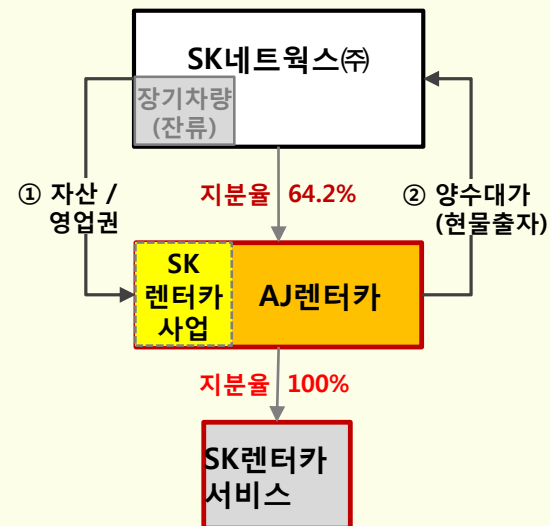 SK네트웍스㈜
장기차량
(잔류)
① 자산 /
영업권
지분율 64.2%
② 양수대가
(현물출자)
SK
렌터카
사업
AJ렌터카
지분율 100%
SK렌터카
서비스